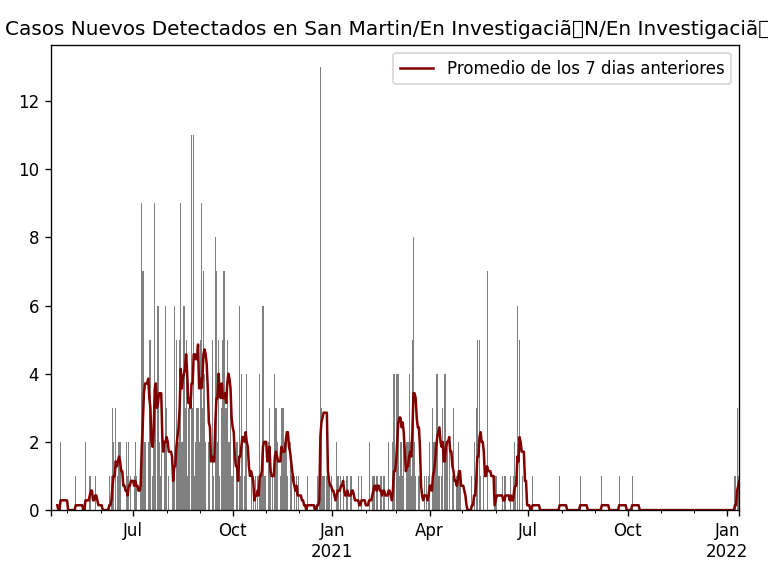 Casos Nuevos Detectados en San Martin/En Investigaciã▯N/En Investigaciã▯
Promedio de los 7 dias anteriores
12
10
8
6
4
2
0
Jul Oct Jan Apr Jul Oct Jan
2021 2022